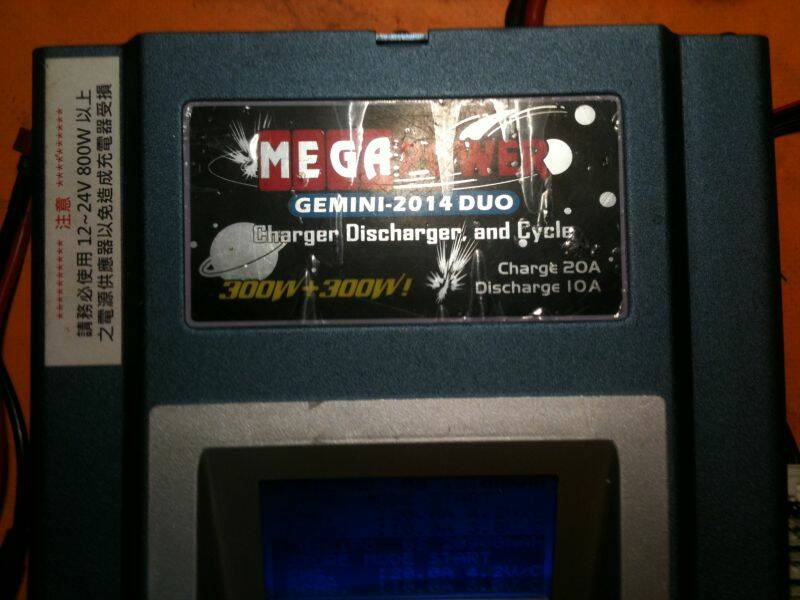 *********** 注意 ***********
請務必使用 12~24V 800W 以上
之電源供應器以免造成充電器受損
MEGA POWER
GEMINI-2014 DUO
Charger Discharger, and Cycle
300W+300W!
Charge 20A
Discharge 10A
START